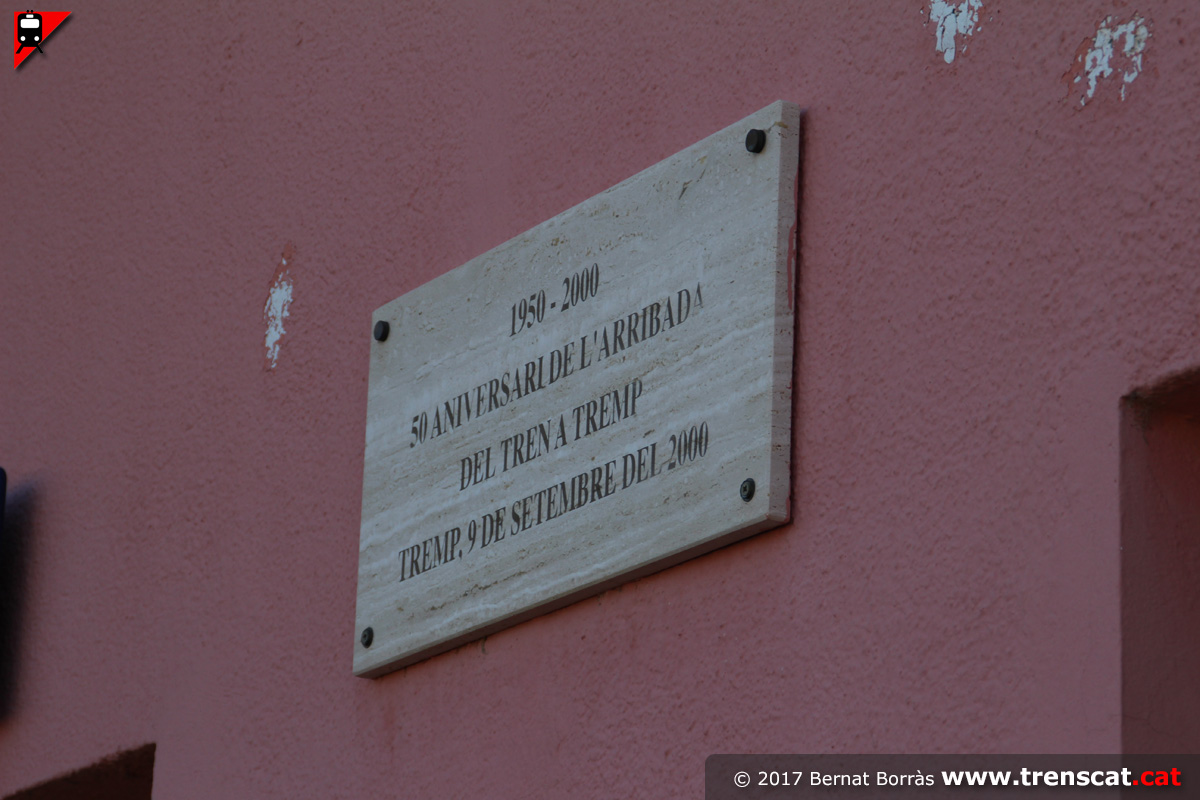 1950 - 2000
50 ANIVERSARI DE L'ARRIBADA
DEL TREN A TREMP
TREMP, 9 DE SETEMBRE DEL 2000
© 2017 Bernat Borràs www.trenscat.cat